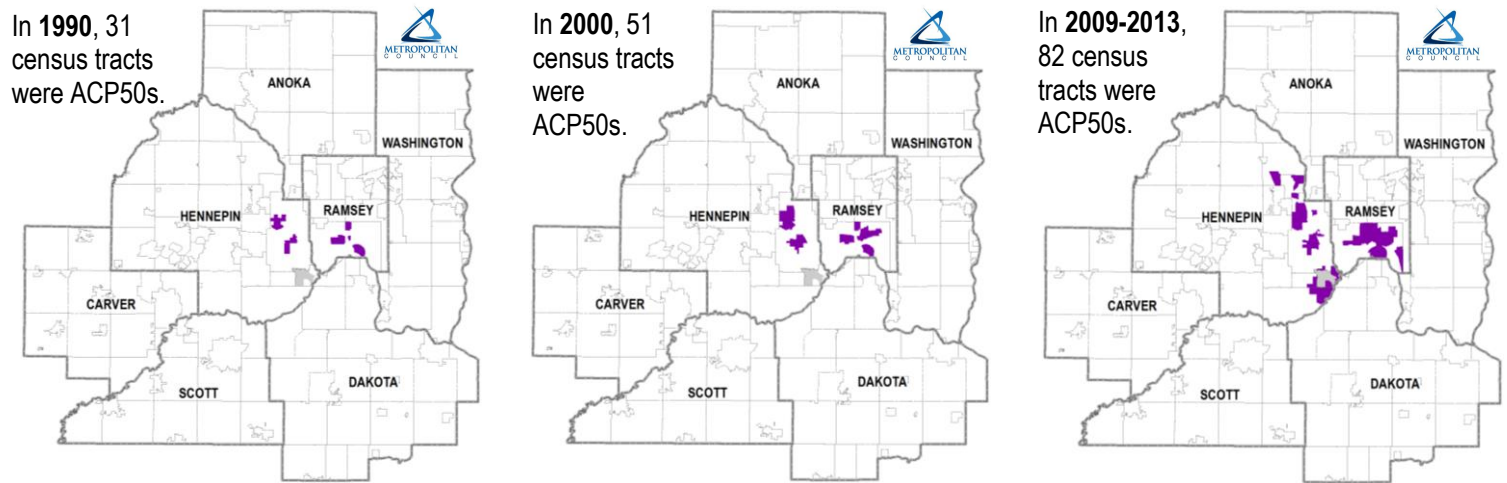 In 1990, 31
census tracts
were ACP50s.
METROPOLITAN
COUNCIL
ANOKA
WASHINGTON
HENNEPIN
RAMSEY
CARVER
SCOTT
DAKOTA
In 2000, 51
census tracts
were
ACP50s.
METROPOLITAN
COUNCIL
ANOKA
WASHINGTON
HENNEPIN
RAMSEY
CARVER
SCOTT
DAKOTA
In 2009-2013,
82 census
tracts were
ACP50s.
METROPOLITAN
COUNCIL
ANOKA
WASHINGTON
HENNEPIN
RAMSEY
CARVER
SCOTT
DAKOTA